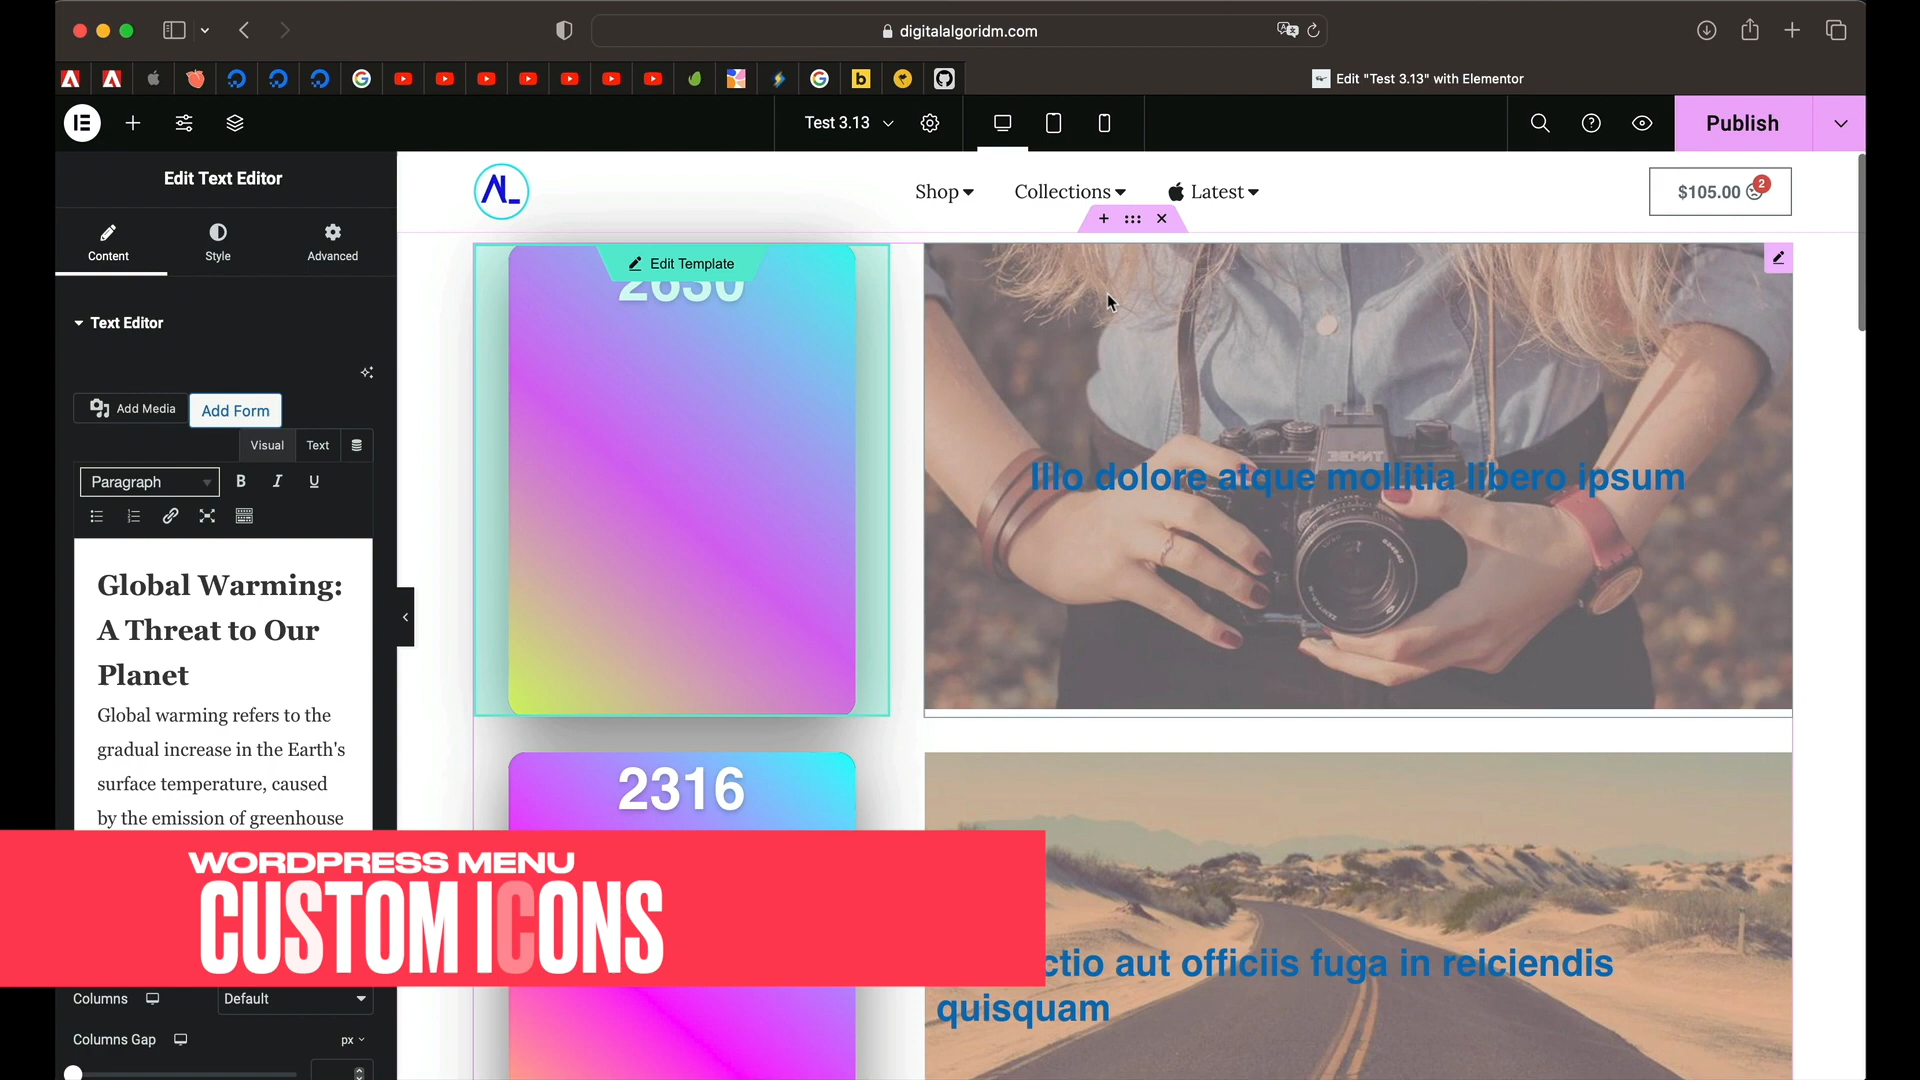 digitalalgoridm.com
Edit "Test 3.13" with Elementor
Test 3.13
Publish
Edit Text Editor
Content
Style
Advanced
Shop
Collections
Latest
$105.00
2
Edit Template
2630
Text Editor
Add Media
Add Form
Visual
Text
Paragraph
B
I
U
Global Warming:
A Threat to Our
Planet
Global warming refers to the
gradual increase in the Earth's
surface temperature, caused
by the emission of greenhouse
Illo dolore atque mollitia libero ipsum
2316
WORDPRESS MENU
CUSTOM ICONS
ctio aut officiis fuga in reiciendis
quisquam
Columns
Default
Columns Gap
px